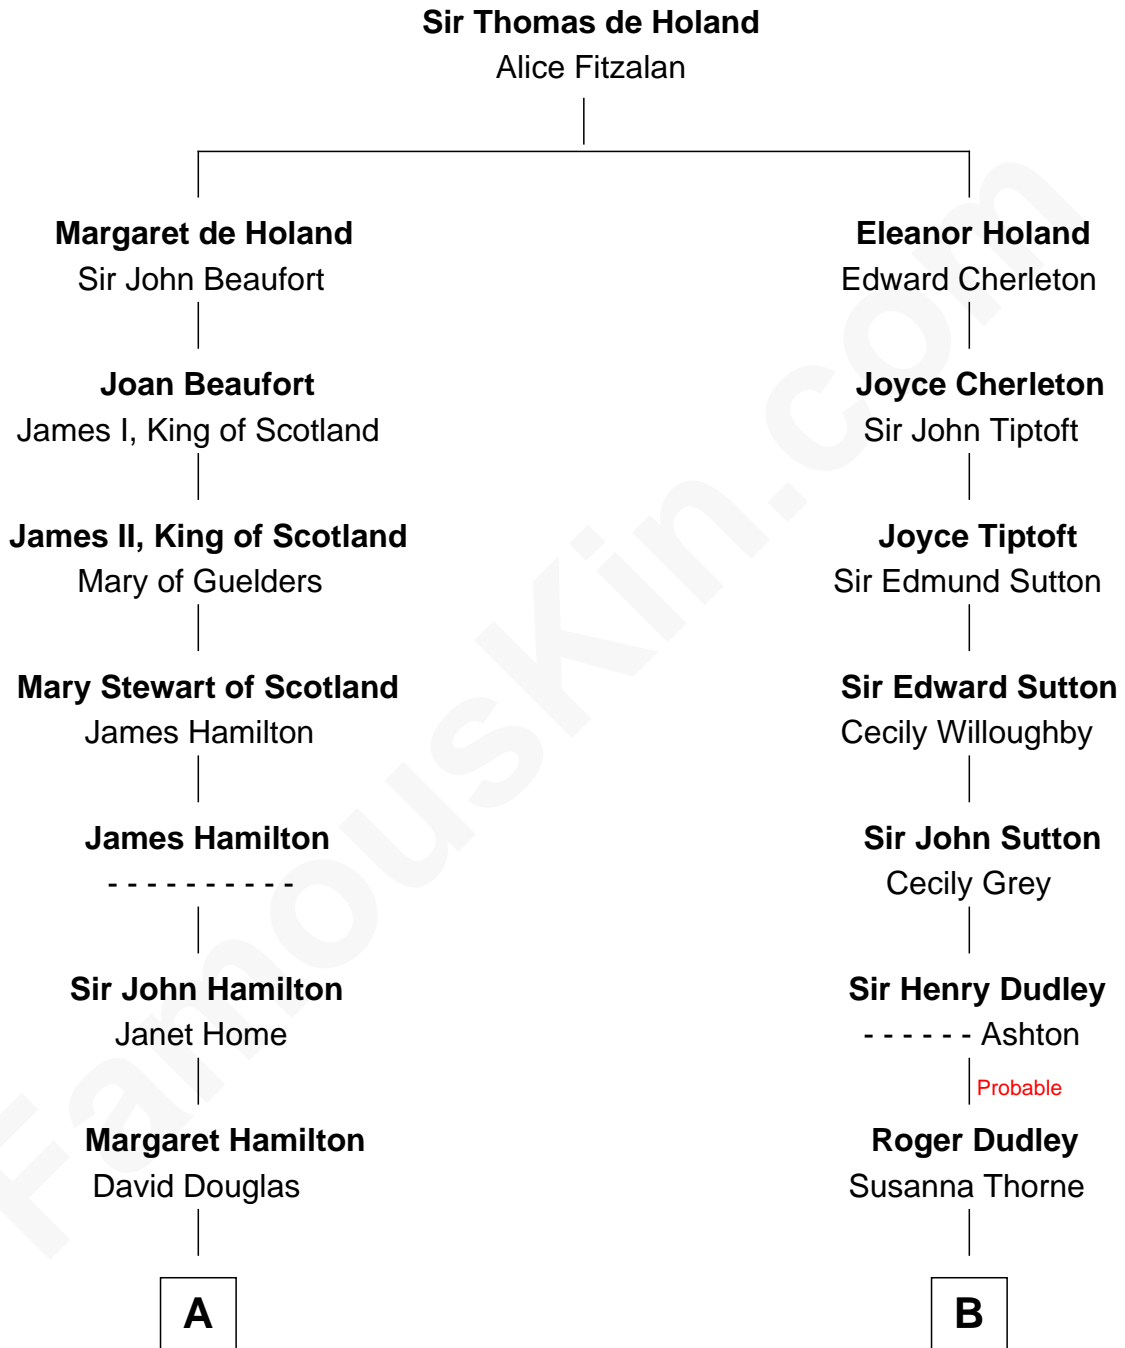 Sir Thomas de Holand
Alice Fitzalan
Margaret de Holand
Sir John Beaufort
Joan Beaufort
James I, King of Scotland
James II, King of Scotland
Mary of Guelders
Mary Stewart of Scotland
James Hamilton
James Hamilton
- - - - - - - - - -
Sir John Hamilton
Janet Home
Margaret Hamilton
David Douglas
A
Eleanor Holand
Edward Cherleton
Joyce Cherleton
Sir John Tiptoft
Joyce Tiptoft
Sir Edmund Sutton
Sir Edward Sutton
Cecily Willoughby
Sir John Sutton
Cecily Grey
Sir Henry Dudley
- - - - - - Ashton
Probable
Roger Dudley
Susanna Thorne
B
FamousKin.com